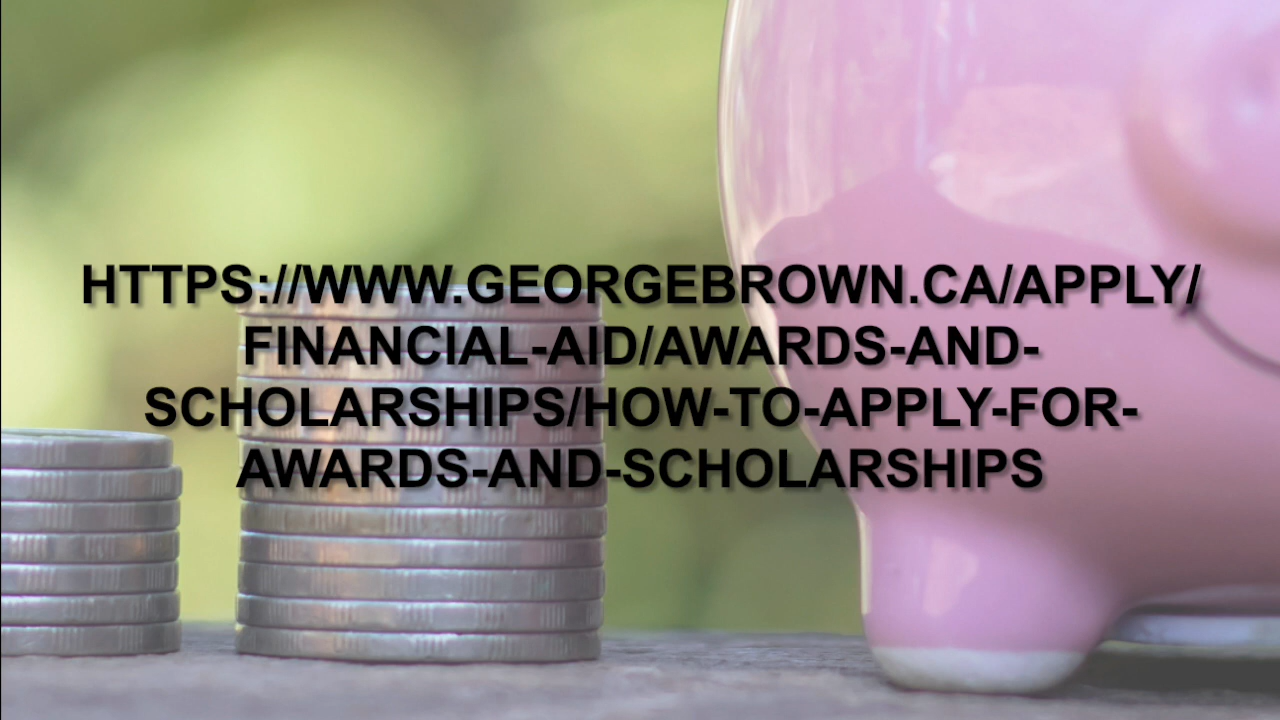 HTTPS://WWW.GEORGEBROWN.CA/APPLY/
FINANCIAL-AID/AWARDS-AND-
SCHOLARSHIPS/HOW-TO-APPLY-FOR-
AWARDS-AND-SCHOLARSHIPS